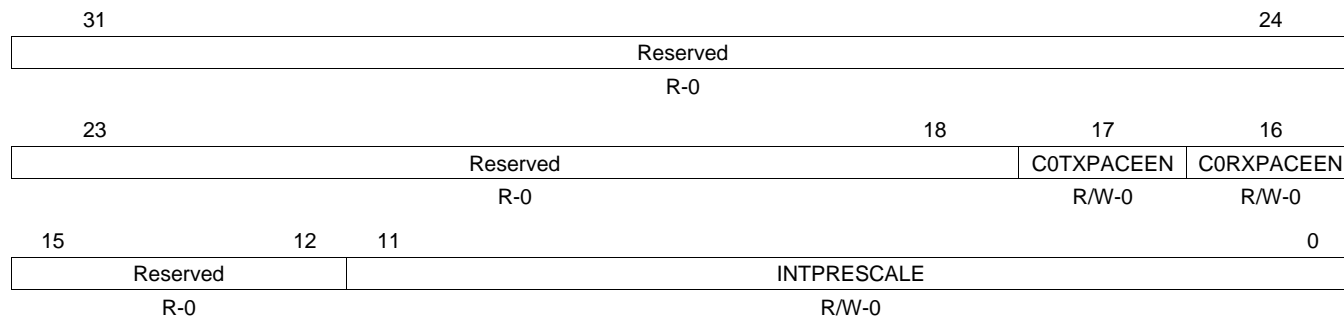 31 24
Reserved
R-0
23 18 17 16
Reserved C0TXPACEEN C0RXPACEEN
R-0 R/W-0 R/W-0
15 12 11 0
Reserved INTPRESCALE
R-0 R/W-0